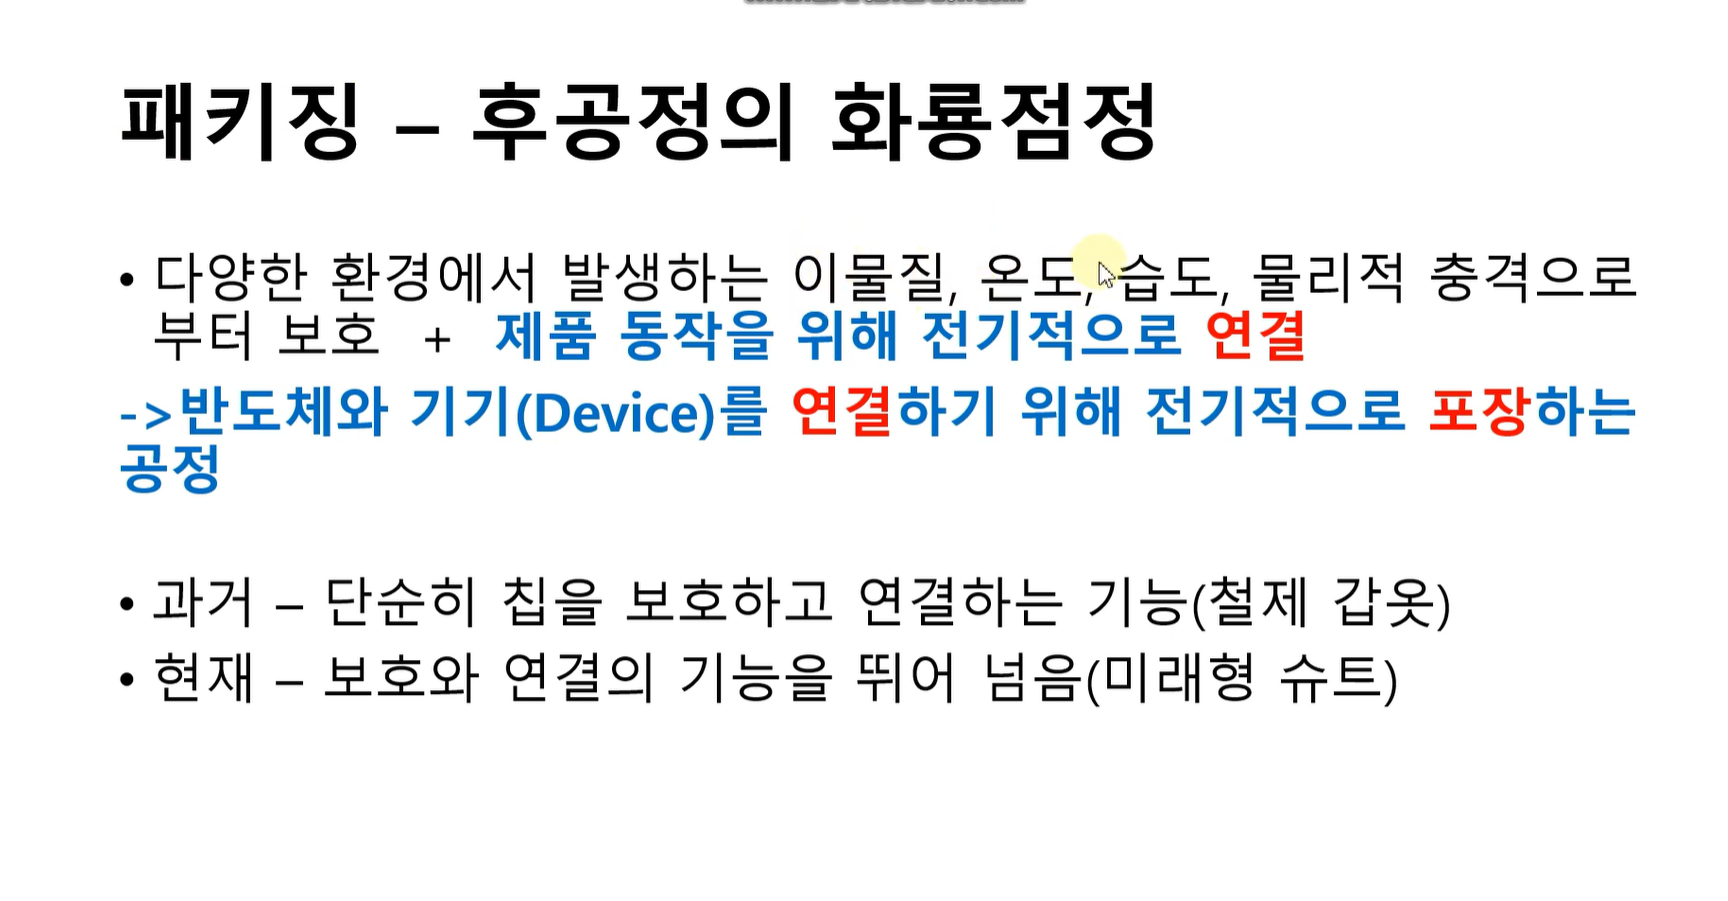 패키징 – 후공정의 화룡점정
• 다양한 환경에서 발생하는 이물질, 온도, 습도, 물리적 충격으로
부터 보호 + 제품 동작을 위해 전기적으로 연결
->반도체와 기기(Device)를 연결하기 위해 전기적으로 포장하는
공정
• 과거 – 단순히 칩을 보호하고 연결하는 기능(철제 갑옷)
• 현재 – 보호와 연결의 기능을 뛰어 넘음(미래형 슈트)